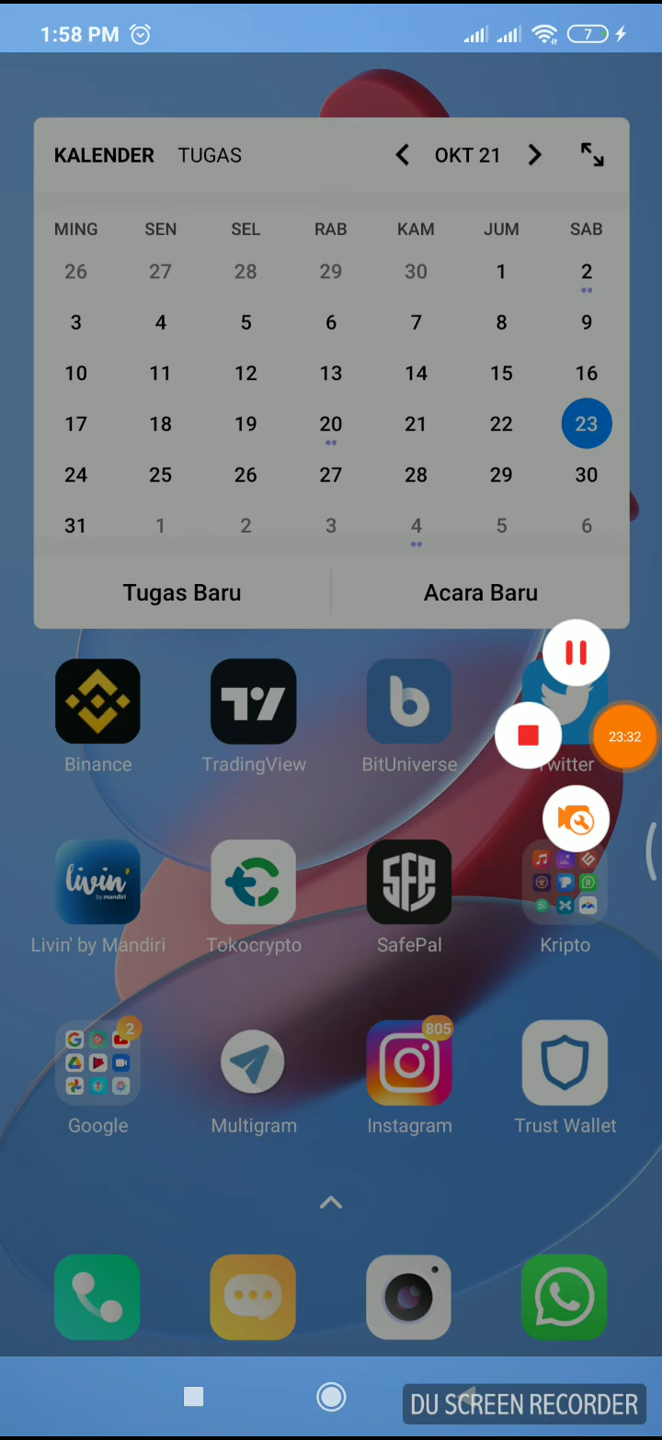 1:58 PM 7
KALENDER TUGAS OKT 21
MING SEN SEL RAB KAM JUM SAB
26 27 28 29 30 1 2
3 4 5 6 7 8 9
10 11 12 13 14 15 16
17 18 19 20 21 22 23
24 25 26 27 28 29 30
31 1 2 3 4 5 6
Tugas Baru Acara Baru
23:32
Binance TradingView BitUniverse Twitter
livin'
by mandiri
SFP
Livin' by Mandiri Tokocrypto SafePal Kripto
2 805
Google Multigram Instagram Trust Wallet
DU SCREEN RECORDER